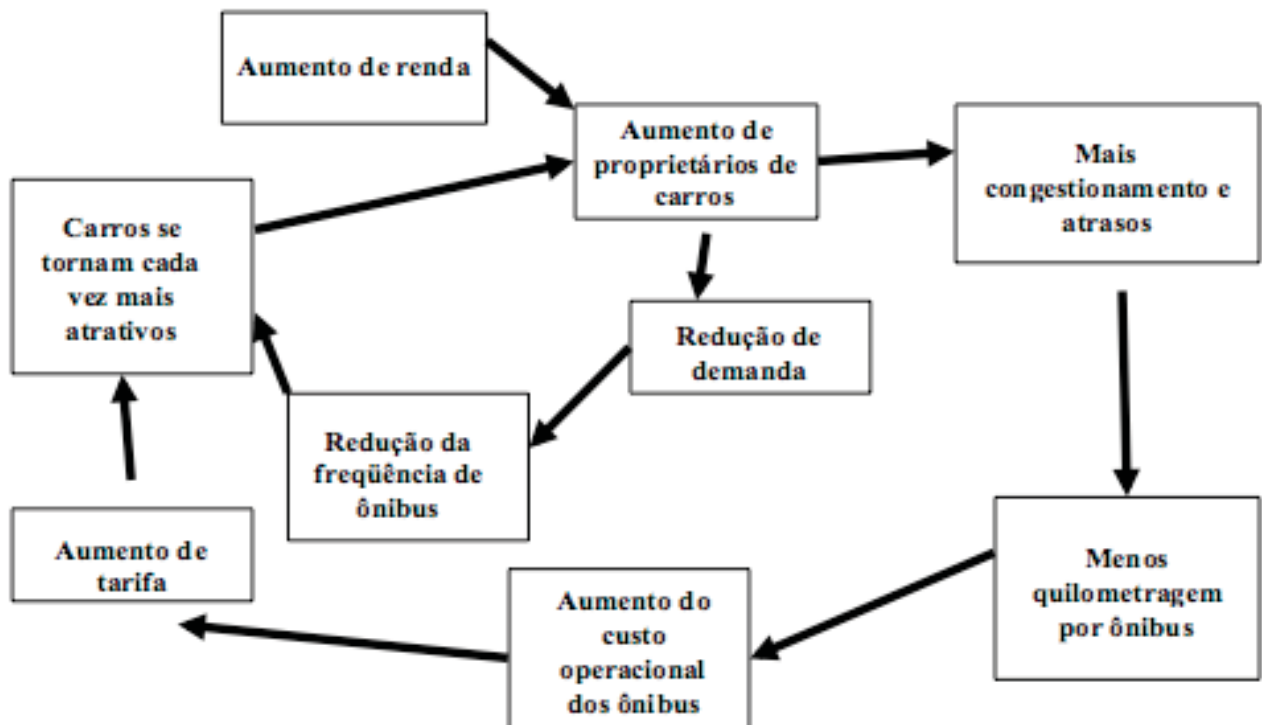 Aumento de renda
Aumento de
proprietários de
carros
Mais
congestionamento e
atrasos
Carros se
tornam cada
vez mais
atrativos
Redução de
demanda
Redução da
freqüência de
ônibus
Aumento de
tarifa
Aumento do
custo
operacional
dos ônibus
Menos
quilometragem
por ônibus